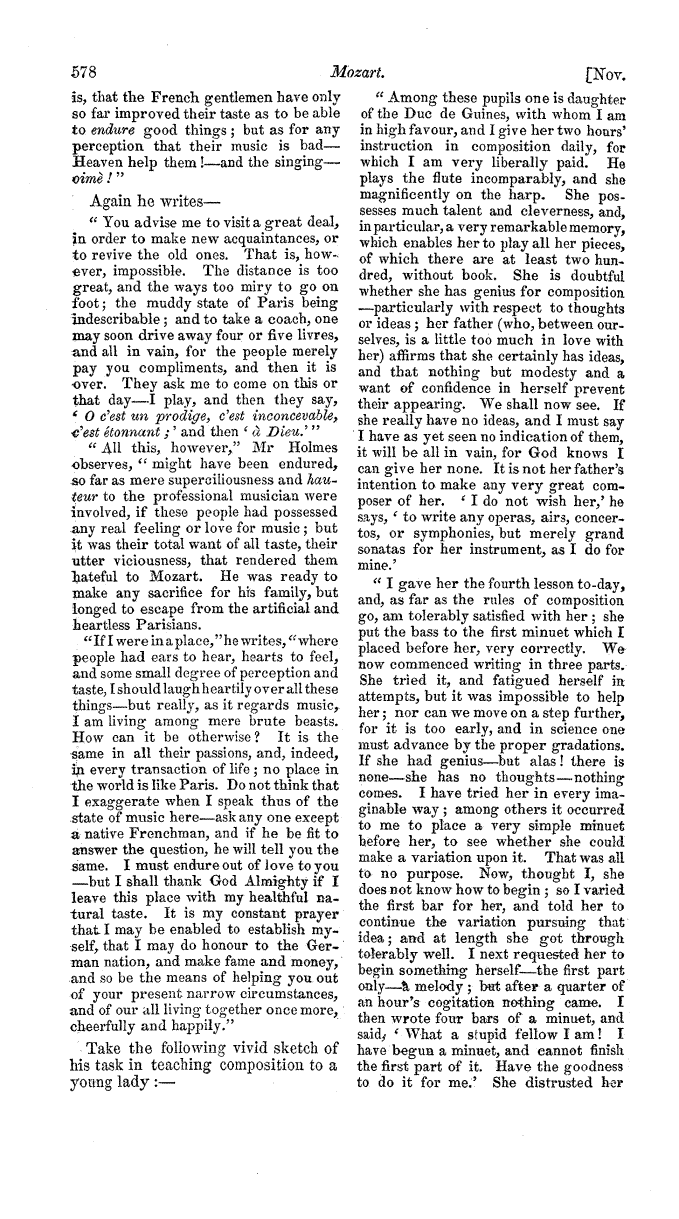 578
Mozart.
[Nov.
is, that the French gentlemen have only
so far improved their taste as to be able
to endure good things; but as for any
perception that their music is bad—
Heaven help them!—and the singing—
oimè!"
Again he writes—
"You advise me to visit a great deal,
in order to make new acquaintances, or
to revive the old ones. That is, how-
ever, impossible. The distance is too
great, and the ways too miry to go on
foot; the muddy state of Paris being
indescribable; and to take a coach, one
may soon drive away four or five livres,
and all in vain, for the people merely
pay you compliments, and then it is
over. They ask me to come on this or
that day—I play, and then they say,
' O c'est un prodige, c'est inconcevable,
c'est étonnant;' and then ' à Dieu.' "
"All this, however," Mr Holmes
observes, "might have been endured,
so far as mere superciliousness and hau-
teur to the professional musician were
involved, if these people had possessed
any real feeling or love for music; but
it was their total want of all taste, their
utter viciousness, that rendered them
hateful to Mozart. He was ready to
make any sacrifice for his family, but
longed to escape from the artificial and
heartless Parisians.
"If I were in a place," he writes, "where
people had ears to hear, hearts to feel,
and some small degree of perception and
taste, I should laugh heartily over all these
things—but really, as it regards music,
I am living among mere brute beasts.
How can it be otherwise? It is the
same in all their passions, and, indeed,
in every transaction of life; no place in
the world is like Paris. Do not think that
I exaggerate when I speak thus of the
state of music here—ask any one except
a native Frenchman, and if he be fit to
answer the question, he will tell you the
same. I must endure out of love to you
—but I shall thank God Almighty if I
leave this place with my healthful na-
tural taste. It is my constant prayer
that I may be enabled to establish my-
self, that I may do honour to the Ger-
man nation, and make fame and money,
and so be the means of helping you out
of your present narrow circumstances,
and of our all living together once more,
cheerfully and happily."
Take the following vivid sketch of
his task in teaching composition to a
young lady:—
"Among these pupils one is daughter
of the Duc de Guines, with whom I am
in high favour, and I give her two hours'
instruction in composition daily, for
which I am very liberally paid. He
plays the flute incomparably, and she
magnificently on the harp. She pos-
sesses much talent and cleverness, and,
in particular, a very remarkable memory,
which enables her to play all her pieces,
of which there are at least two hun-
dred, without book. She is doubtful
whether she has genius for composition
—particularly with respect to thoughts
or ideas; her father (who, between our-
selves, is a little too much in love with
her) affirms that she certainly has ideas,
and that nothing but modesty and a
want of confidence in herself prevent
their appearing. We shall now see. If
she really have no ideas, and I must say
I have as yet seen no indication of them,
it will be all in vain, for God knows I
can give her none. It is not her father's
intention to make any very great com-
poser of her. ' I do not wish her,' he
says, ' to write any operas, airs, concer-
tos, or symphonies, but merely grand
sonatas for her instrument, as I do for
mine.'
"I gave her the fourth lesson to-day,
and, as far as the rules of composition
go, am tolerably satisfied with her; she
put the bass to the first minuet which I
placed before her, very correctly. We
now commenced writing in three parts.
She tried it, and fatigued herself in
attempts, but it was impossible to help
her; nor can we move on a step further,
for it is too early, and in science one
must advance by the proper gradations.
If she had genius—but alas! there is
none—she has no thoughts—nothing
comes. I have tried her in every ima-
ginable way; among others it occurred
to me to place a very simple minuet
before her, to see whether she could
make a variation upon it. That was all
to no purpose. Now, thought I, she
does not know how to begin; so I varied
the first bar for her, and told her to
continue the variation pursuing that
idea; and at length she got through
tolerably well. I next requested her to
begin something herself—the first part
only—a melody; but after a quarter of
an hour's cogitation nothing came. I
then wrote four bars of a minuet, and
said, ' What a stupid fellow I am! I
have begun a minuet, and cannot finish
the first part of it. Have the goodness
to do it for me.' She distrusted her